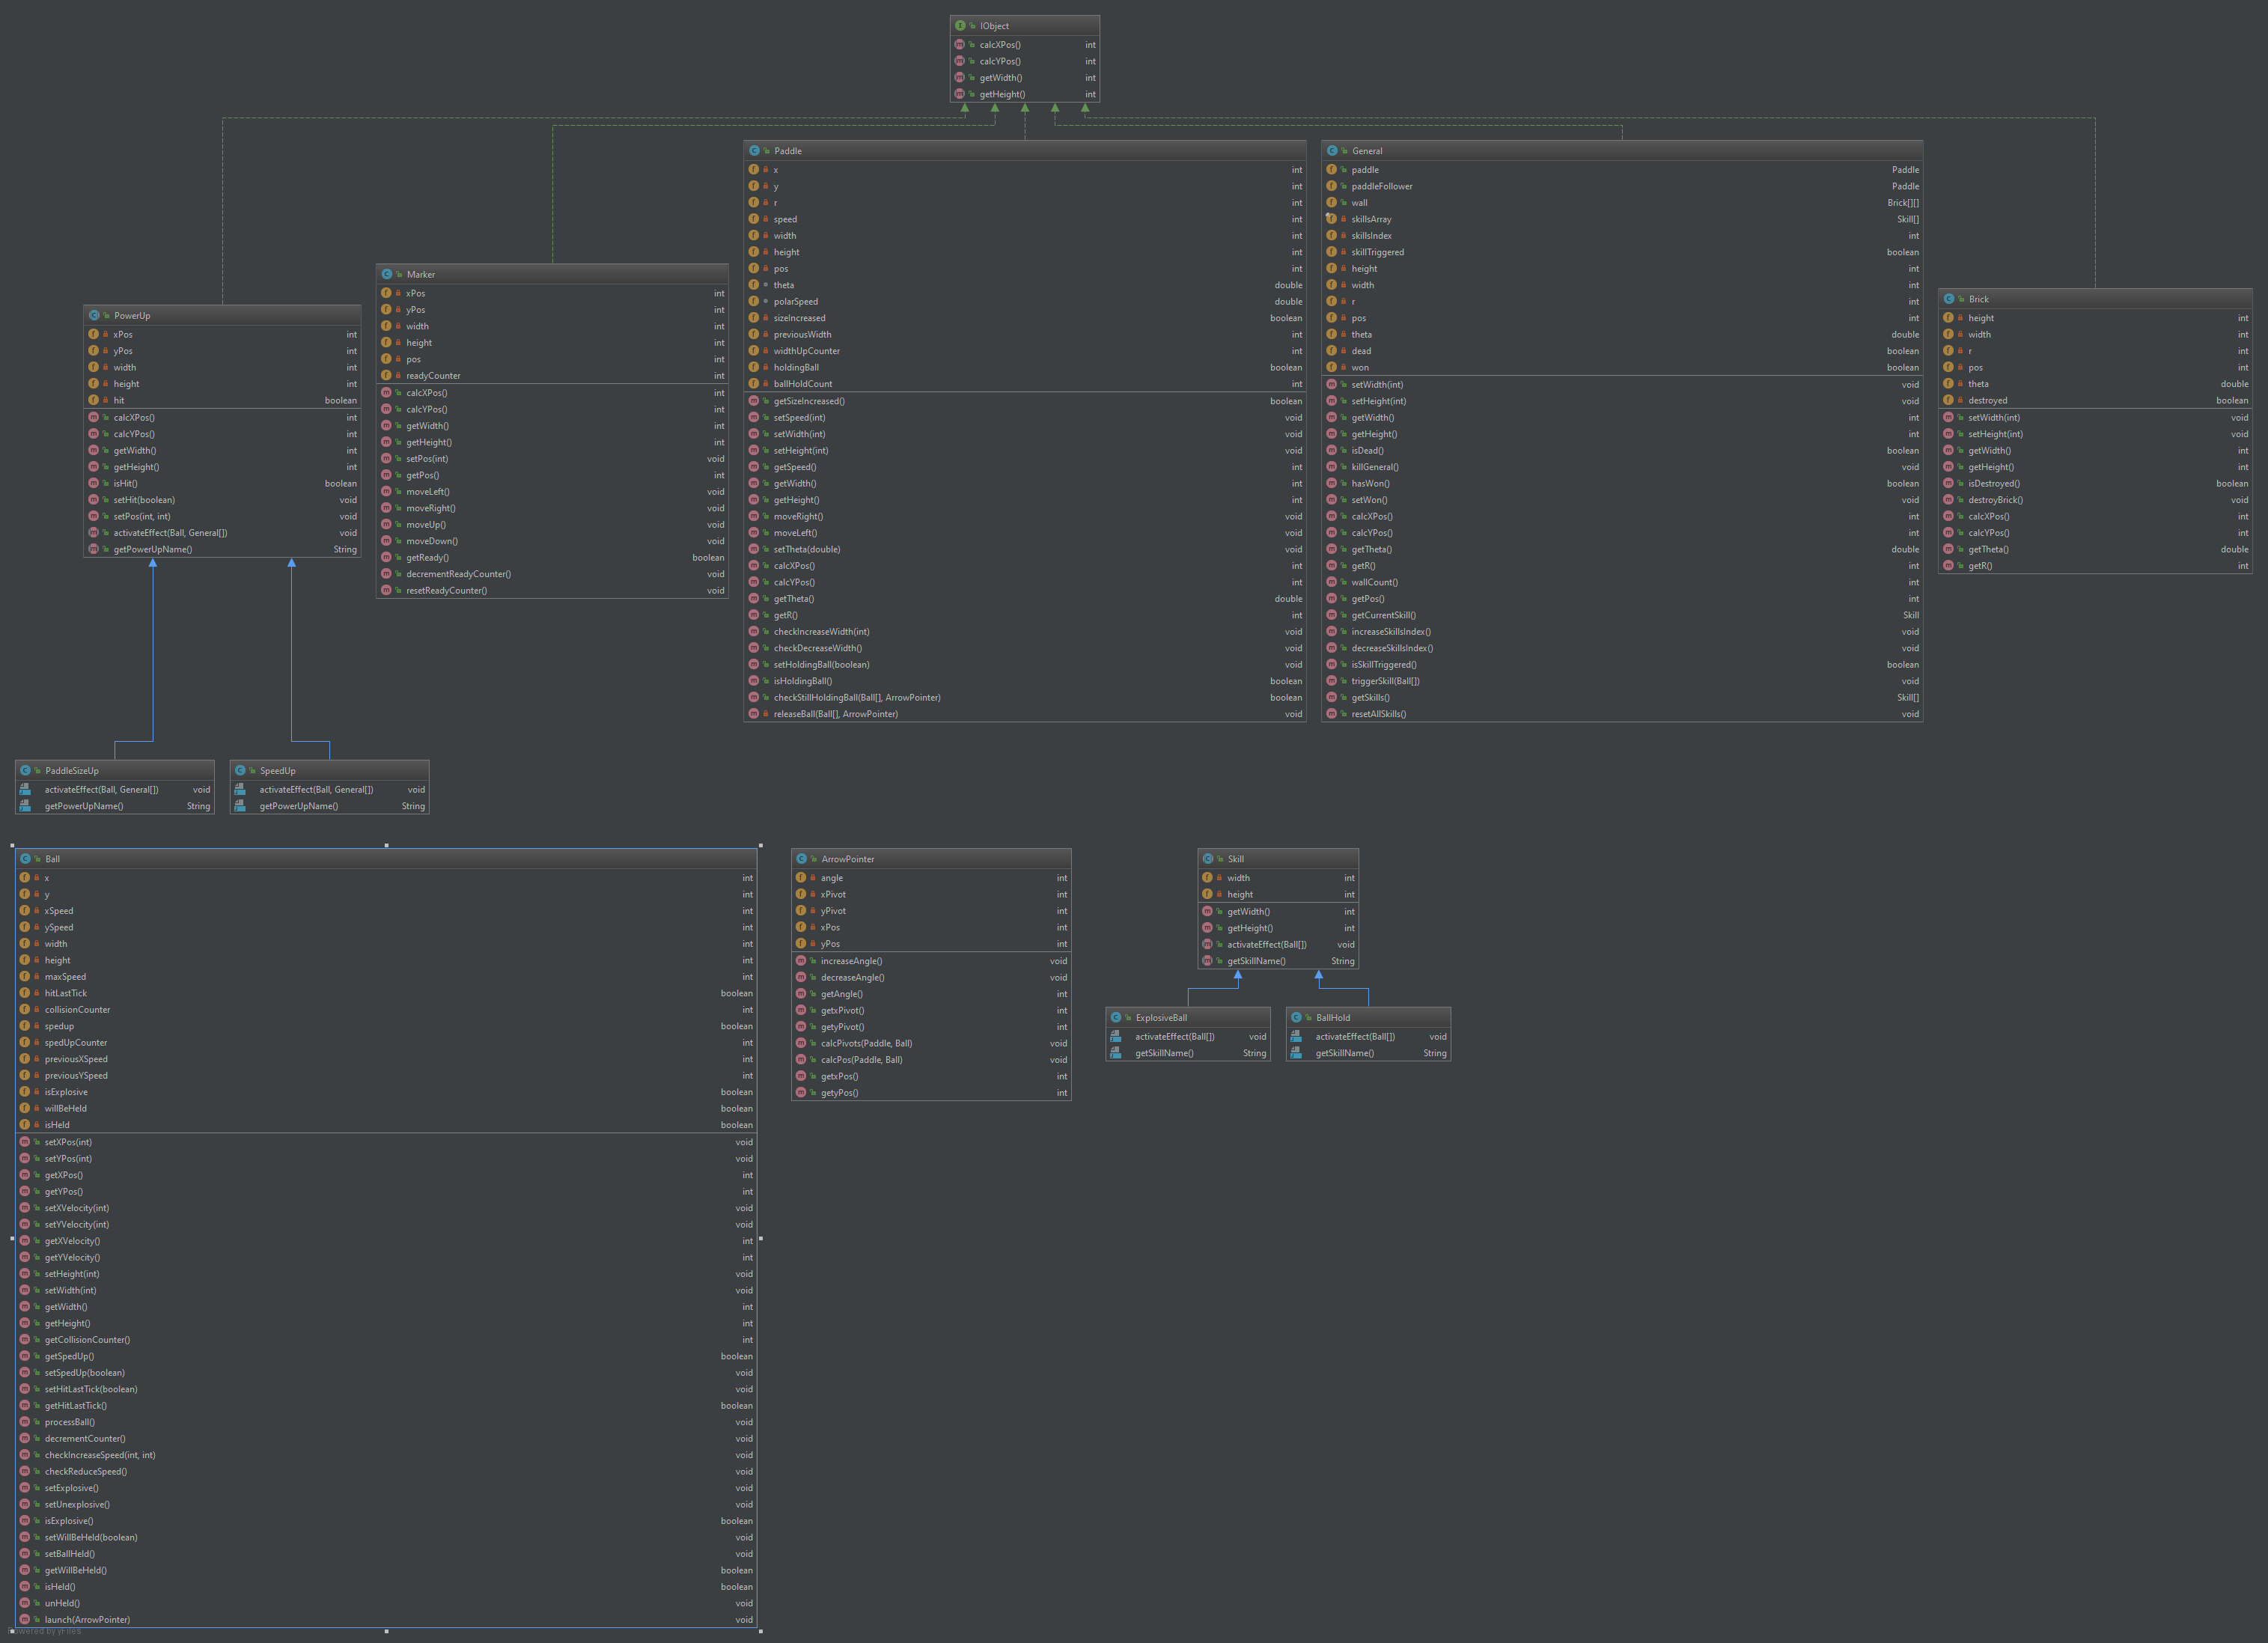 IObject
calcXPos() int
calcYPos() int
getWidth() int
getHeight() int
Paddle
x int
y int
r int
speed int
width int
height int
pos int
theta double
polarSpeed double
sizeIncreased boolean
previousWidth int
widthUpCounter int
holdingBall boolean
ballHoldCount int
getSizeIncreased() boolean
setSpeed(int) void
setWidth(int) void
setHeight(int) void
getSpeed() int
getWidth() int
getHeight() int
moveRight() void
moveLeft() void
setTheta(double) void
calcXPos() int
calcYPos() int
getTheta() double
getR() int
checkIncreaseWidth(int) void
checkDecreaseWidth() void
setHoldingBall(boolean) void
isHoldingBall() boolean
checkStillHoldingBall(Ball[], ArrowPointer) boolean
releaseBall(Ball[], ArrowPointer) void
General
paddle Paddle
paddleFollower Paddle
wall Brick[][]
skillsArray Skill[]
skillsIndex int
skillTriggered boolean
height int
width int
r int
pos int
theta double
dead boolean
won boolean
setWidth(int) void
setHeight(int) void
getWidth() int
getHeight() int
isDead() boolean
killGeneral() void
hasWon() boolean
setWon() void
calcXPos() int
calcYPos() int
getTheta() double
getR() int
wallCount() int
getPos() int
getCurrentSkill() Skill
increaseSkillsIndex() void
decreaseSkillsIndex() void
isSkillTriggered() boolean
triggerSkill(Ball[]) void
getSkills() Skill[]
resetAllSkills() void
Marker
xPos int
yPos int
width int
height int
pos int
readyCounter int
calcXPos() int
calcYPos() int
getWidth() int
getHeight() int
setPos(int) void
getPos() int
moveLeft() void
moveRight() void
moveUp() void
moveDown() void
getReady() boolean
decrementReadyCounter() void
resetReadyCounter() void
Brick
height int
width int
r int
pos int
theta double
destroyed boolean
setWidth(int) void
setHeight(int) void
getWidth() int
getHeight() int
isDestroyed() boolean
destroyBrick() void
calcXPos() int
calcYPos() int
getTheta() double
getR() int
PowerUp
xPos int
yPos int
width int
height int
hit boolean
calcXPos() int
calcYPos() int
getWidth() int
getHeight() int
isHit() boolean
setHit(boolean) void
setPos(int, int) void
activateEffect(Ball, General[]) void
getPowerUpName() String
PaddleSizeUp
activateEffect(Ball, General[]) void
getPowerUpName() String
SpeedUp
activateEffect(Ball, General[]) void
getPowerUpName() String
Ball
x int
y int
xSpeed int
ySpeed int
width int
height int
maxSpeed int
hitLastTick boolean
collisionCounter int
spedup boolean
spedUpCounter int
previousXSpeed int
previousYSpeed int
isExplosive boolean
willBeHeld boolean
isHeld boolean
setXPos(int) void
setYPos(int) void
getXPos() int
getYPos() int
setXVelocity(int) void
setYVelocity(int) void
getXVelocity() int
getYVelocity() int
setHeight(int) void
setWidth(int) void
getWidth() int
getHeight() int
getCollisionCounter() int
getSpedUp() boolean
setSpedUp(boolean) void
setHitLastTick(boolean) void
getHitLastTick() boolean
processBall() void
decrementCounter() void
checkIncreaseSpeed(int, int) void
checkReduceSpeed() void
setExplosive() void
setUnexplosive() void
isExplosive() boolean
setWillBeHeld(boolean) void
setBallHeld() void
getWillBeHeld() boolean
isHeld() boolean
unHeld() void
launch(ArrowPointer) void
ArrowPointer
angle int
xPivot int
yPivot int
xPos int
yPos int
increaseAngle() void
decreaseAngle() void
getAngle() int
getxPivot() int
getyPivot() int
calcPivots(Paddle, Ball) void
calcPos(Paddle, Ball) void
getxPos() int
getyPos() int
Skill
width int
height int
getWidth() int
getHeight() int
activateEffect(Ball[]) void
getSkillName() String
ExplosiveBall
activateEffect(Ball[]) void
getSkillName() String
BallHold
activateEffect(Ball[]) void
getSkillName() String
Powered by yFiles